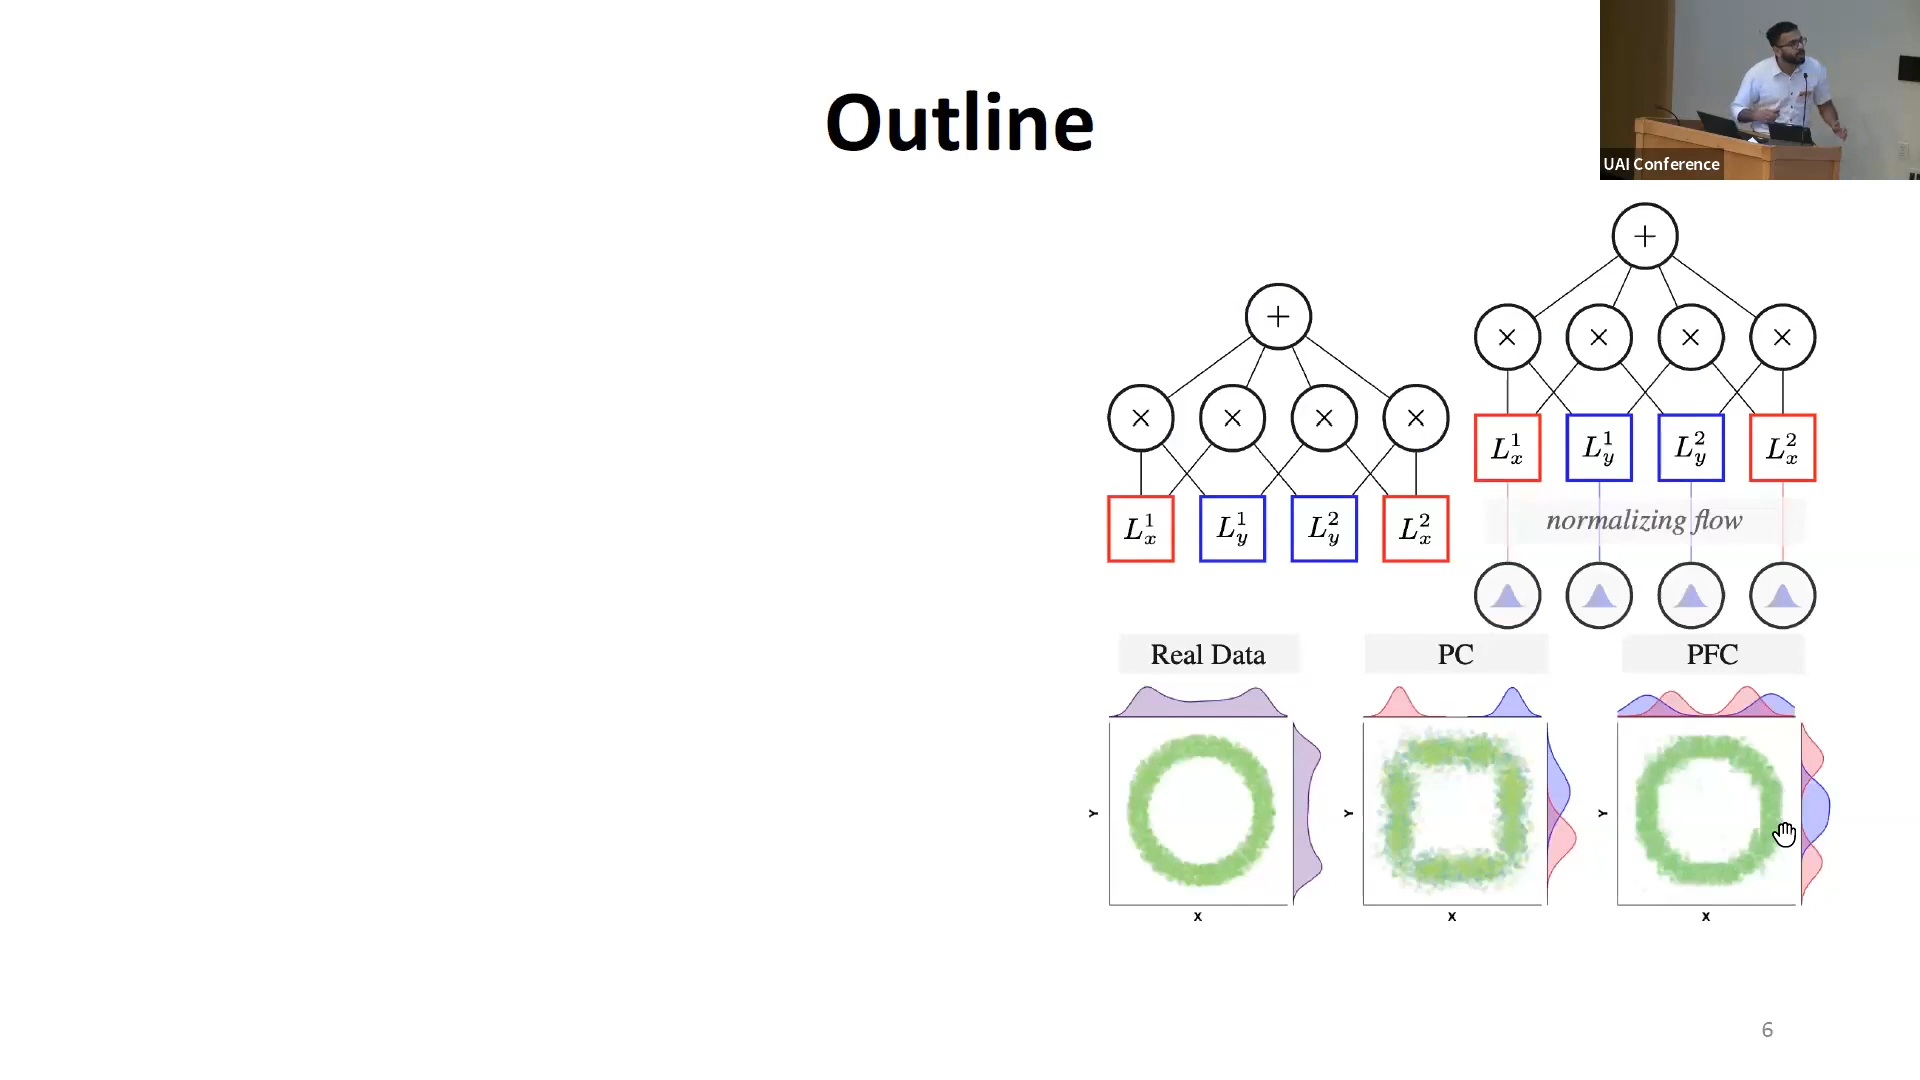 Outline
UAI Conference
+
× × × ×
L_x^1 L_y^1 L_y^2 L_x^2
+
× × × ×
L_x^1 L_y^1 L_y^2 L_x^2
normalizing flow
Real Data PC PFC
Y Y Y
X X X
6